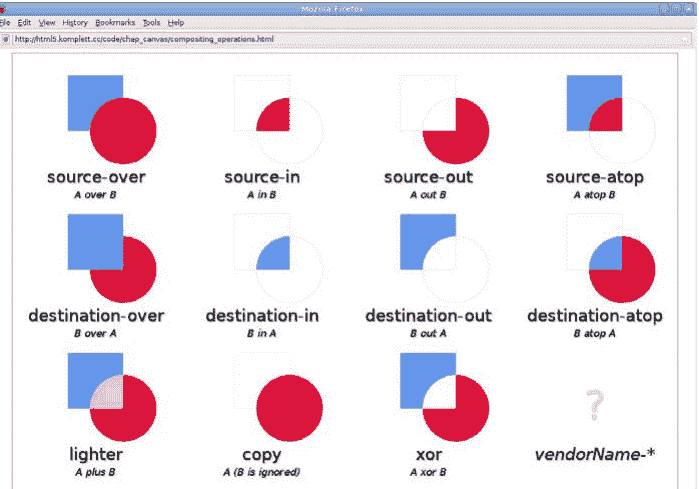 Mozilla Firefox
File Edit View History Bookmarks Tools Help
http://html5.komplett.cc/code/chap_canvas/compositing_operations.html
source-over source-in source-out source-atop
A over B A in B A out B A atop B
destination-over destination-in destination-out destination-atop
B over A B in A B out A B atop A
lighter copy xor vendorName-*
A plus B A (B is ignored) A xor B
?